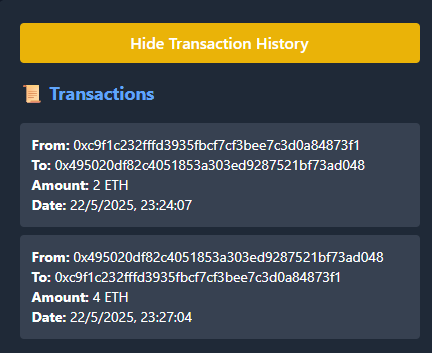 Hide Transaction History
📜 Transactions
From: 0xc9f1c232fffd3935fbcf7cf3bee7c3d0a84873f1
To: 0x495020df82c4051853a303ed9287521bf73ad048
Amount: 2 ETH
Date: 22/5/2025, 23:24:07
From: 0x495020df82c4051853a303ed9287521bf73ad048
To: 0xc9f1c232fffd3935fbcf7cf3bee7c3d0a84873f1
Amount: 4 ETH
Date: 22/5/2025, 23:27:04